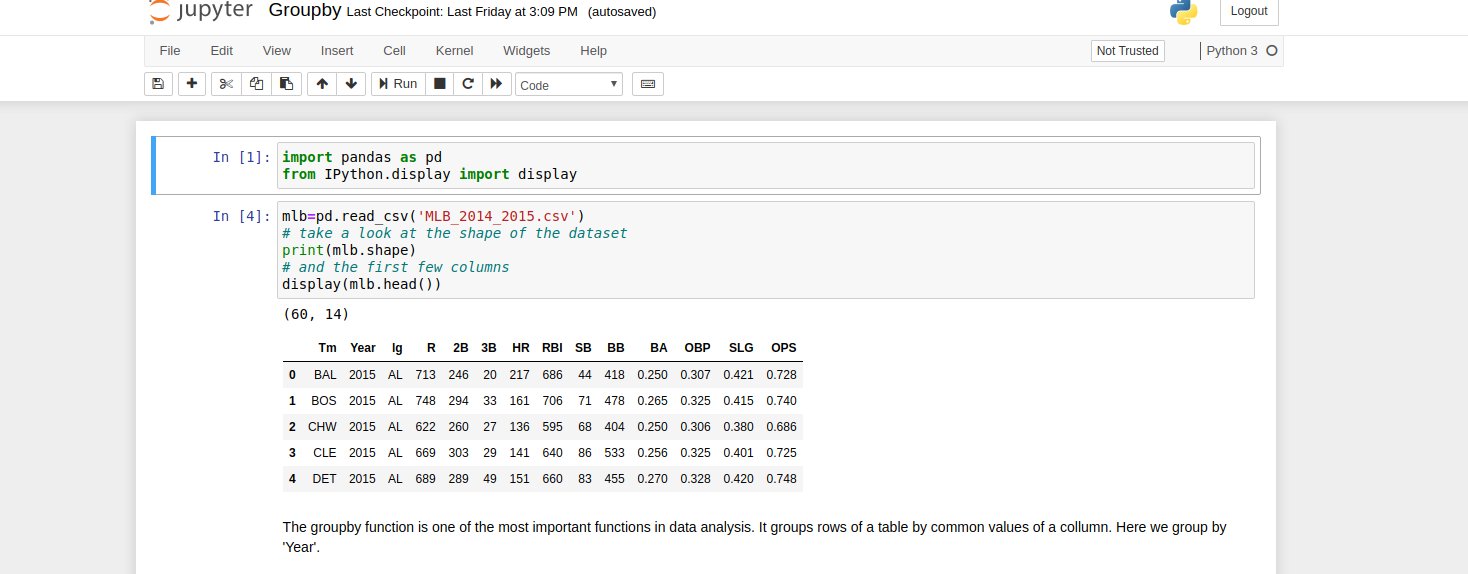 jupyter Groupby Last Checkpoint: Last Friday at 3:09 PM (autosaved) Logout
File Edit View Insert Cell Kernel Widgets Help Not Trusted Python 3
Run Code
In [1]: import pandas as pd
from IPython.display import display
In [4]: mlb=pd.read_csv('MLB_2014_2015.csv')
# take a look at the shape of the dataset
print(mlb.shape)
# and the first few columns
display(mlb.head())
(60, 14)
Tm Year lg R 2B 3B HR RBI SB BB BA OBP SLG OPS
0 BAL 2015 AL 713 246 20 217 686 44 418 0.250 0.307 0.421 0.728
1 BOS 2015 AL 748 294 33 161 706 71 478 0.265 0.325 0.415 0.740
2 CHW 2015 AL 622 260 27 136 595 68 404 0.250 0.306 0.380 0.686
3 CLE 2015 AL 669 303 29 141 640 86 533 0.256 0.325 0.401 0.725
4 DET 2015 AL 689 289 49 151 660 83 455 0.270 0.328 0.420 0.748
The groupby function is one of the most important functions in data analysis. It groups rows of a table by common values of a collumn. Here we group by
'Year'.